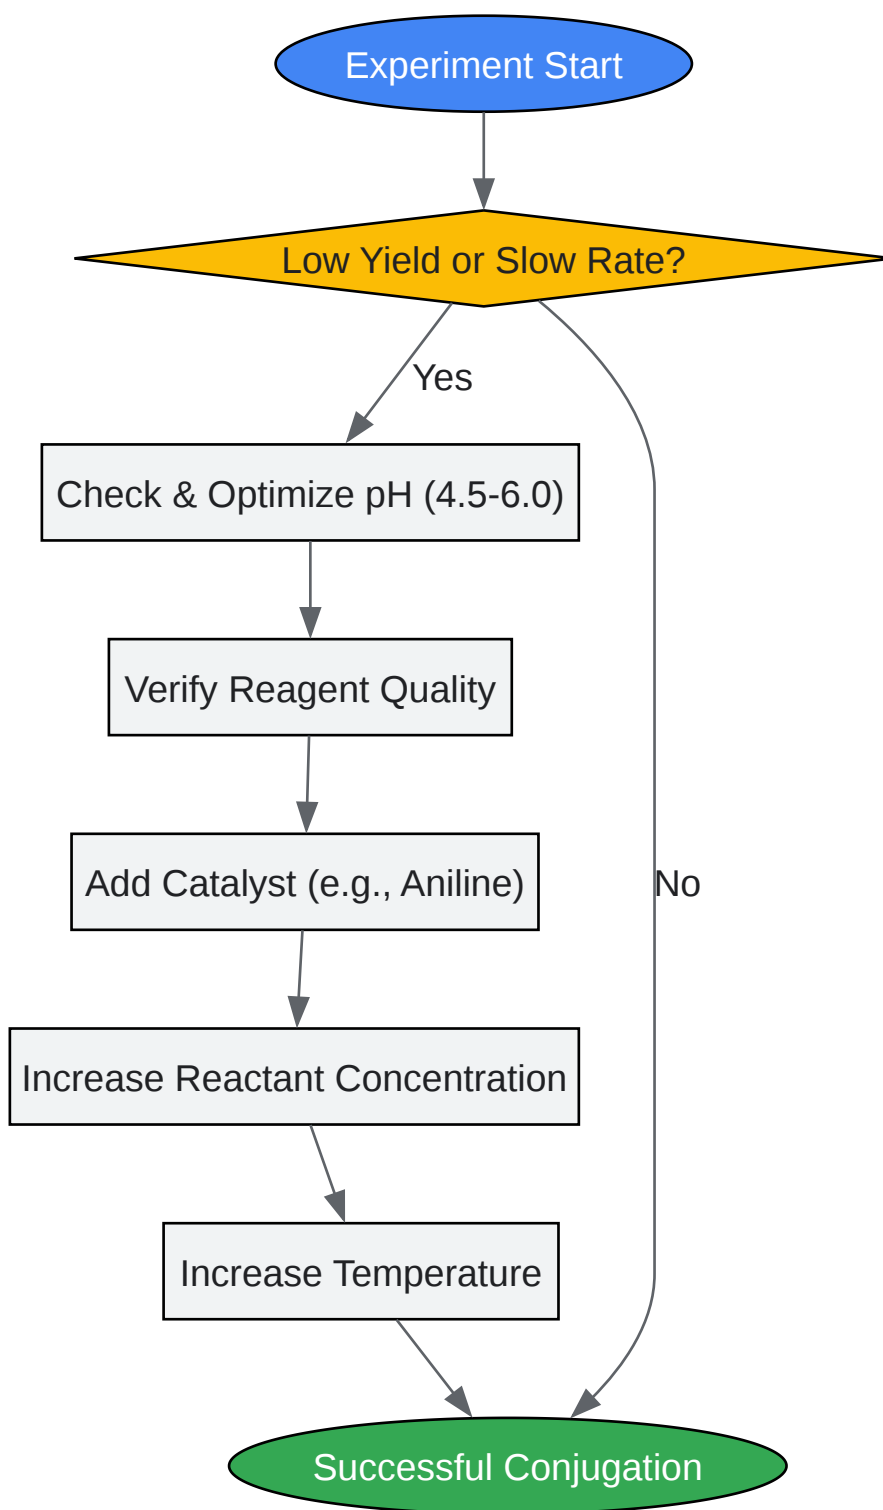 Experiment Start
Low Yield or Slow Rate?
Yes
Check & Optimize pH (4.5-6.0)
Verify Reagent Quality
Add Catalyst (e.g., Aniline)
No
Increase Reactant Concentration
Increase Temperature
Successful Conjugation